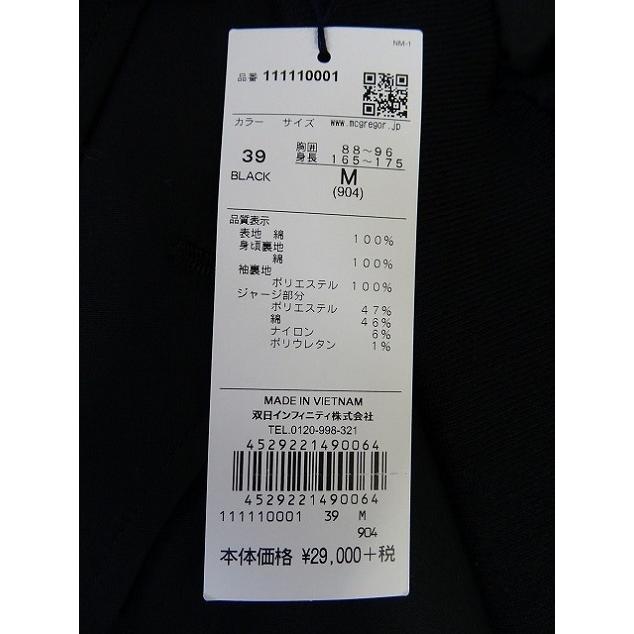 NM-1
品番 111110001
カラー サイズ www.mcgregor.jp
39 胸囲 88～96
身長 165～175
BLACK M
(904)
品質表示
表地 綿 100%
身頃裏地
綿 100%
袖裏地
ポリエステル 100%
ジャージ部分
ポリエステル 47%
綿 46%
ナイロン 6%
ポリウレタン 1%
MADE IN VIETNAM
双日インフィニティ株式会社
TEL.0120-998-321
4529221490064
4529221490064
111110001 39 M
904
本体価格 ¥29,000+税